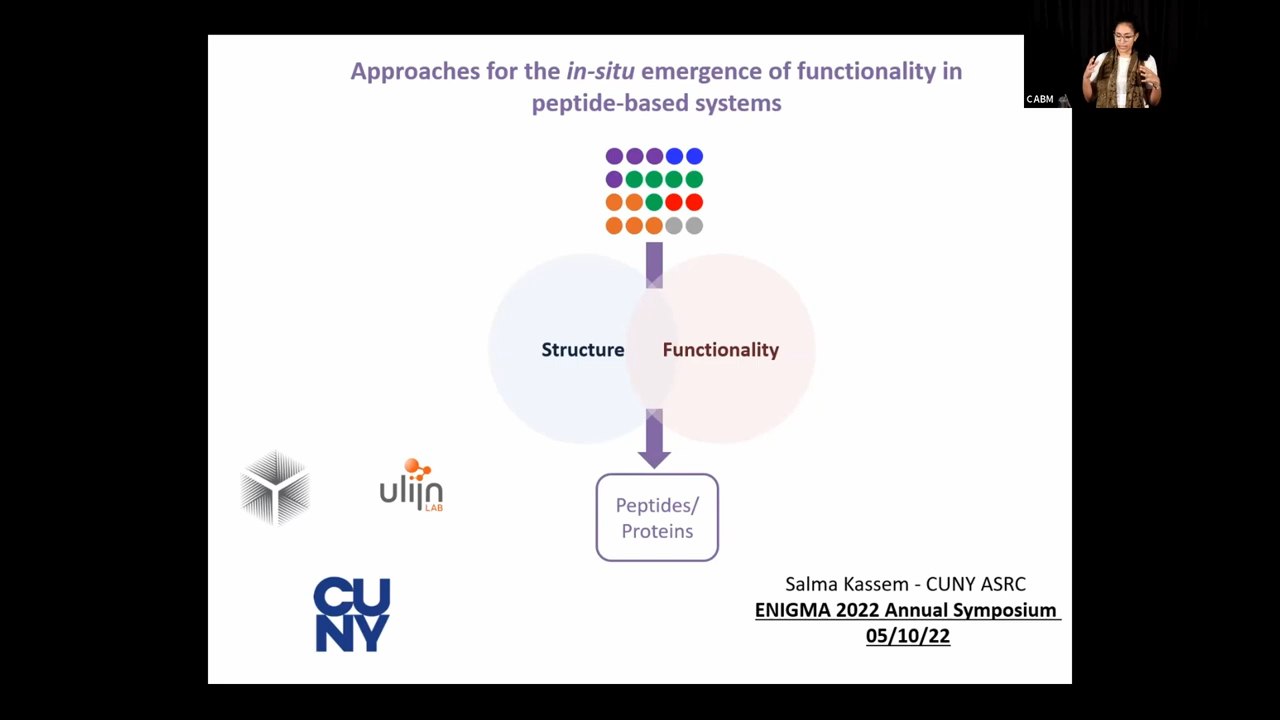 Approaches for the in-situ emergence of functionality in
peptide-based systems
CABM
Structure
Functionality
ulijn
LAB
Peptides/
Proteins
CU
NY
Salma Kassem - CUNY ASRC
ENIGMA 2022 Annual Symposium
05/10/22